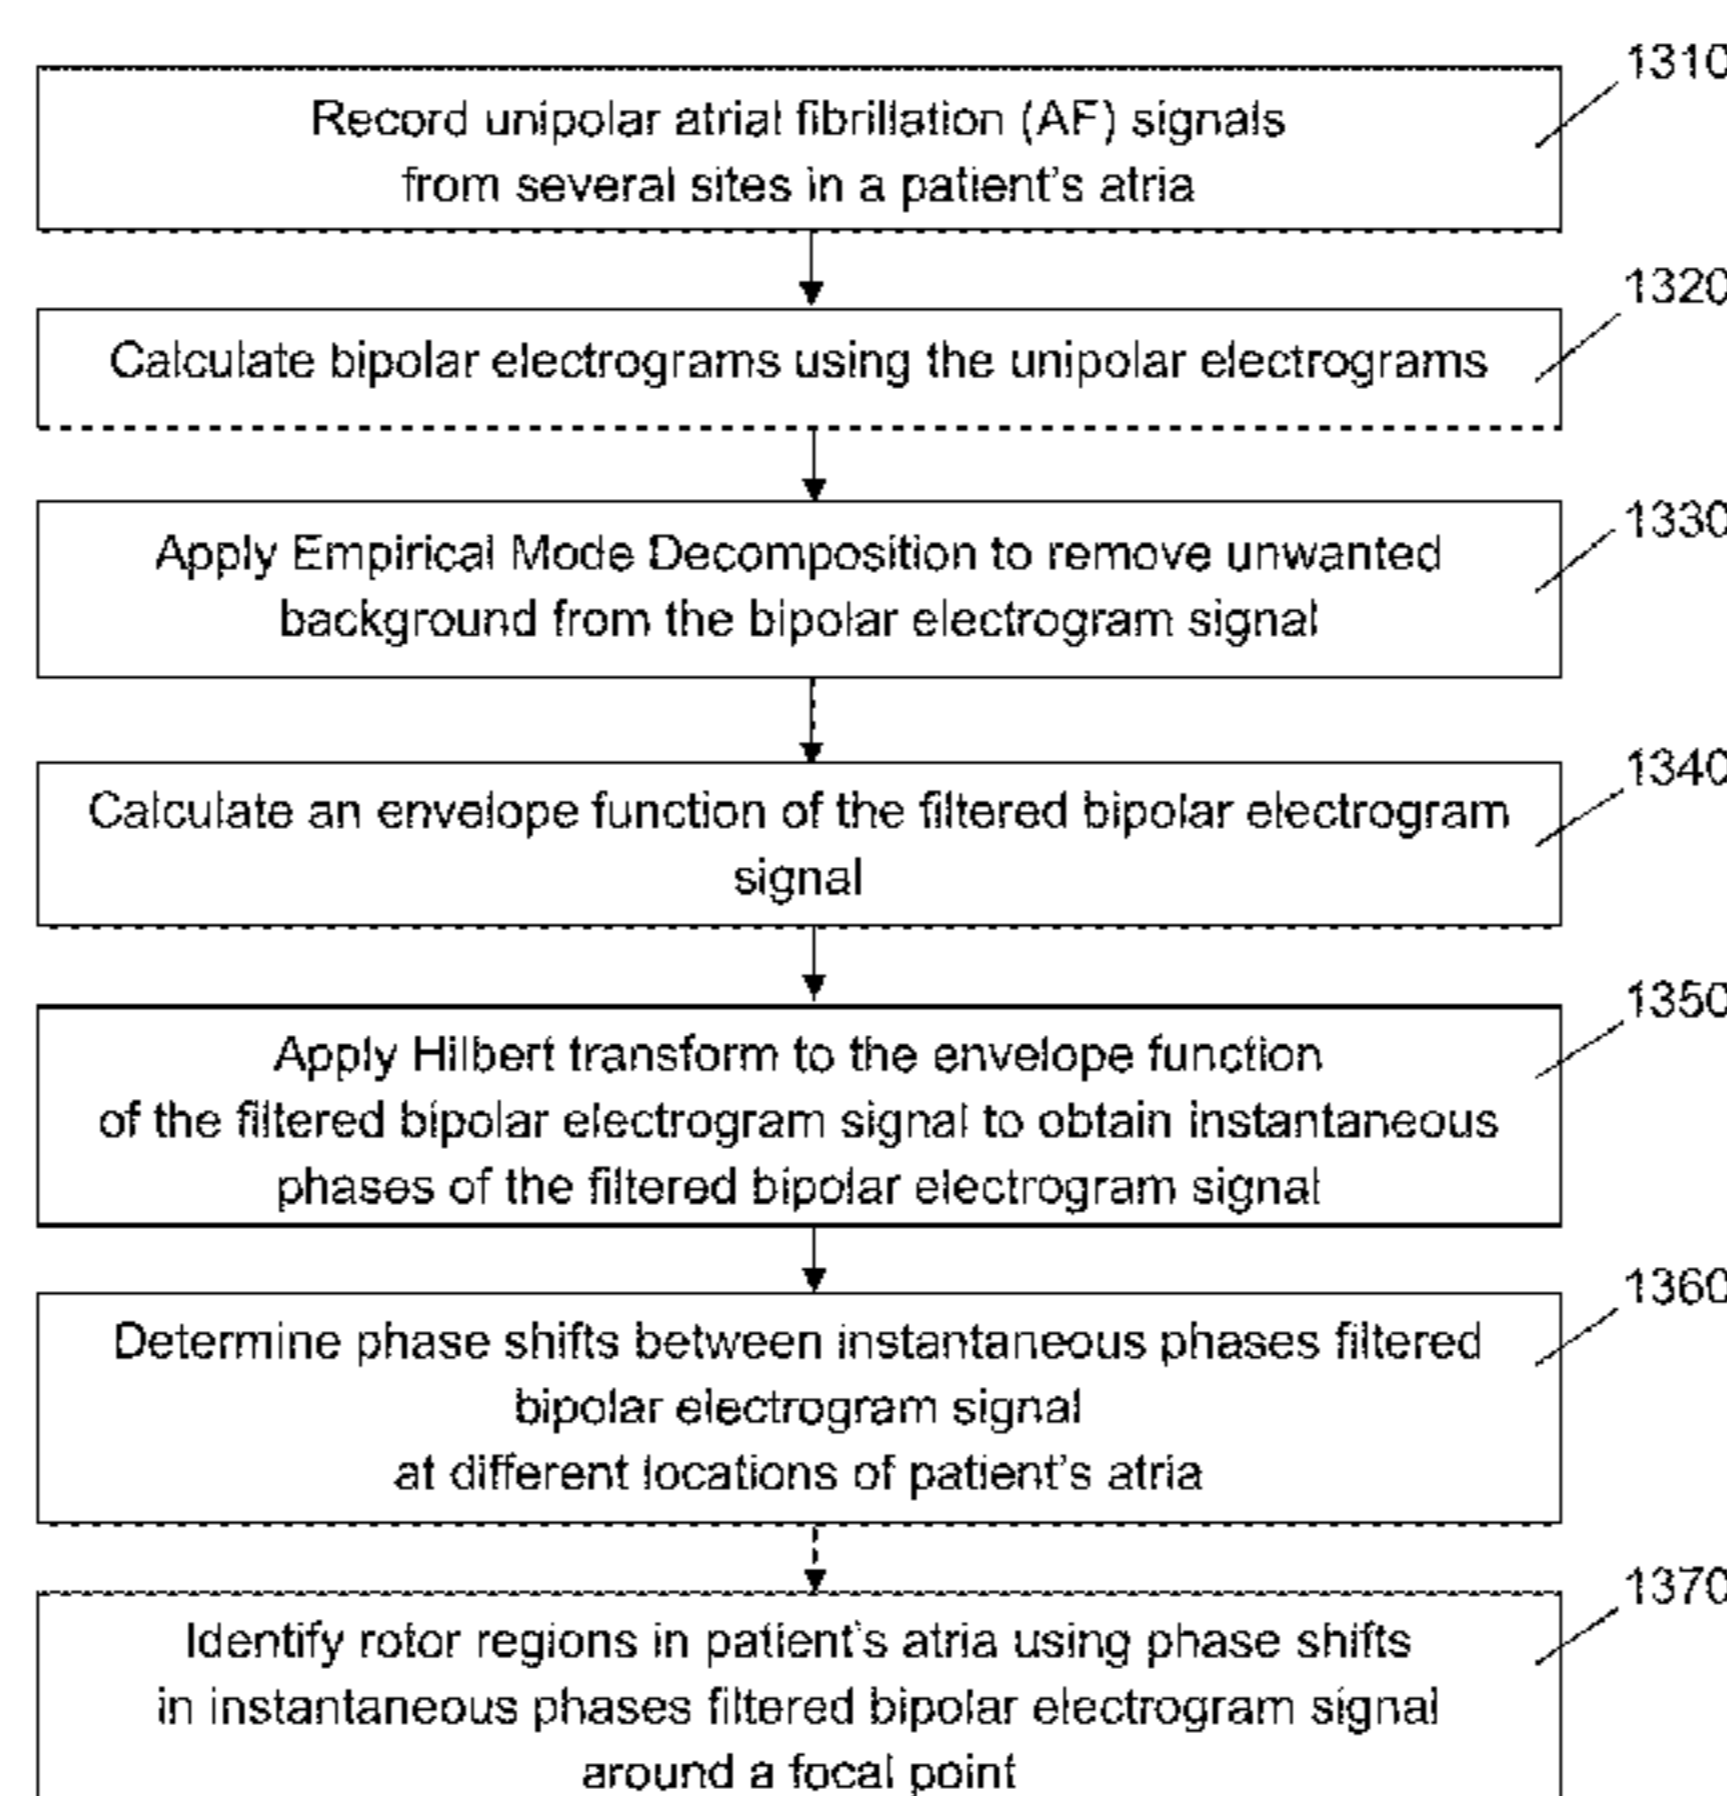 1310
Record unipolar atrial fibrillation (AF) signals
from several sites in a patient's atria
1320
Calculate bipolar electrograms using the unipolar electrograms
1330
Apply Empirical Mode Decomposition to remove unwanted
background from the bipolar electrogram signal
1340
Calculate an envelope function of the filtered bipolar electrogram
signal
1350
Apply Hilbert transform to the envelope function
of the filtered bipolar electrogram signal to obtain instantaneous
phases of the filtered bipolar electrogram signal
1360
Determine phase shifts between instantaneous phases filtered
bipolar electrogram signal
at different locations of patient's atria
1370
Identify rotor regions in patient's atria using phase shifts
in instantaneous phases filtered bipolar electrogram signal
around a focal point